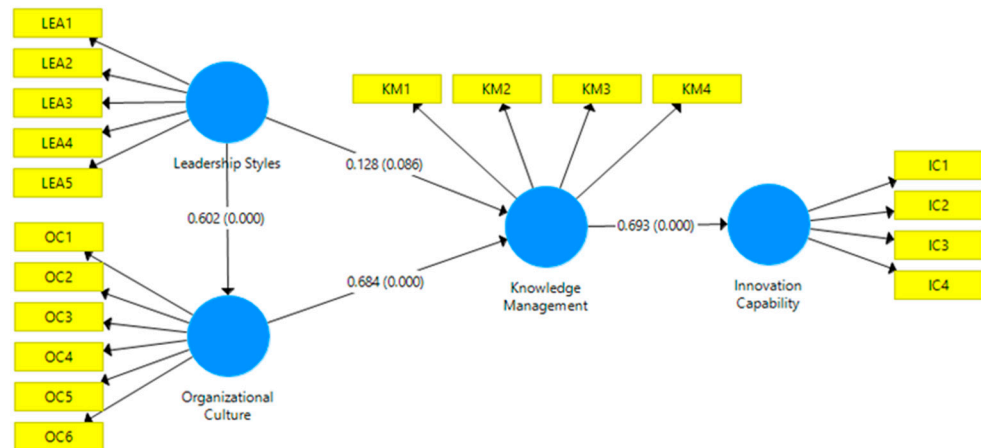 LEA1
LEA2
LEA3
LEA4
LEA5
Leadership Styles
KM1
KM2
KM3
KM4
0.128 (0.086)
0.602 (0.000)
IC1
IC2
IC3
IC4
OC1
OC2
OC3
OC4
OC5
OC6
0.684 (0.000)
0.693 (0.000)
Knowledge
Management
Innovation
Capability
Organizational
Culture